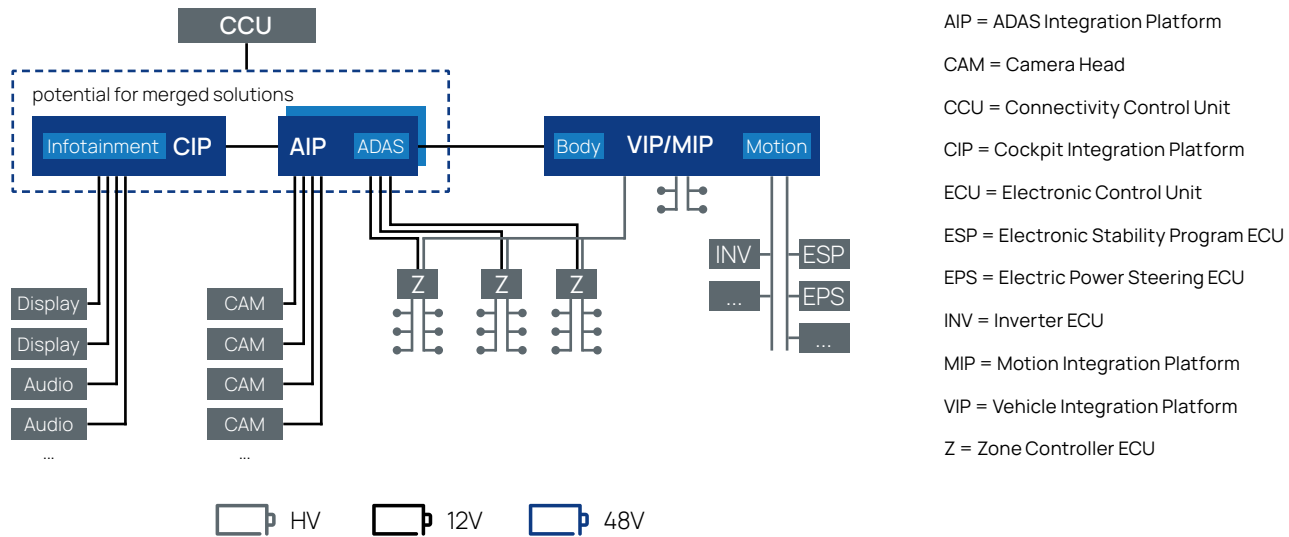 CCU
potential for merged solutions
Infotainment CIP
AIP ADAS
Body VIP/MIP Motion
INV
ESP
...
EPS
...
Z
Z
Z
Display
Display
Audio
Audio
...
CAM
CAM
CAM
CAM
...
HV
12V
48V
AIP = ADAS Integration Platform
CAM = Camera Head
CCU = Connectivity Control Unit
CIP = Cockpit Integration Platform
ECU = Electronic Control Unit
ESP = Electronic Stability Program ECU
EPS = Electric Power Steering ECU
INV = Inverter ECU
MIP = Motion Integration Platform
VIP = Vehicle Integration Platform
Z = Zone Controller ECU